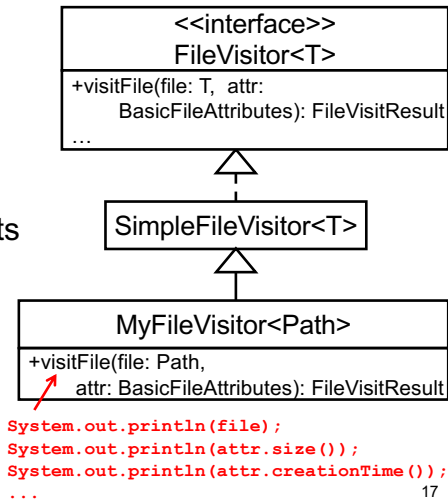 <<interface>>
FileVisitor<T>
+visitFile(file: T, attr:
BasicFileAttributes): FileVisitResult
…
ts
SimpleFileVisitor<T>
MyFileVisitor<Path>
+visitFile(file: Path,
attr: BasicFileAttributes): FileVisitResult
System.out.println(file);
System.out.println(attr.size());
System.out.println(attr.creationTime());
...
17